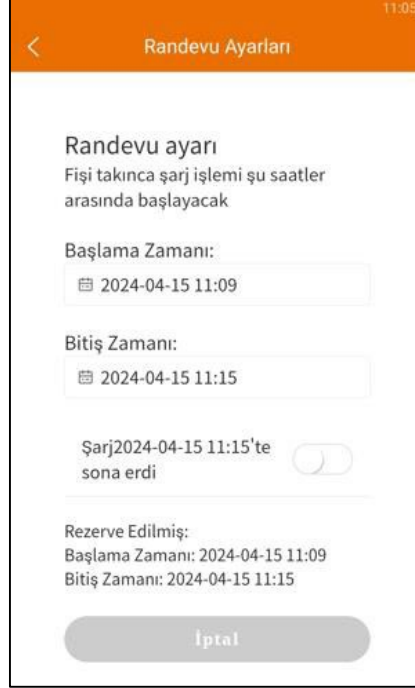 11:05
Randevu Ayarları
Randevu ayarı
Fişi takınca şarj işlemi şu saatler
arasında başlayacak
Başlama Zamanı:
2024-04-15 11:09
Bitiş Zamanı:
2024-04-15 11:15
Şarj2024-04-15 11:15'te
sona erdi
Rezerve Edilmiş:
Başlama Zamanı: 2024-04-15 11:09
Bitiş Zamanı: 2024-04-15 11:15
İptal